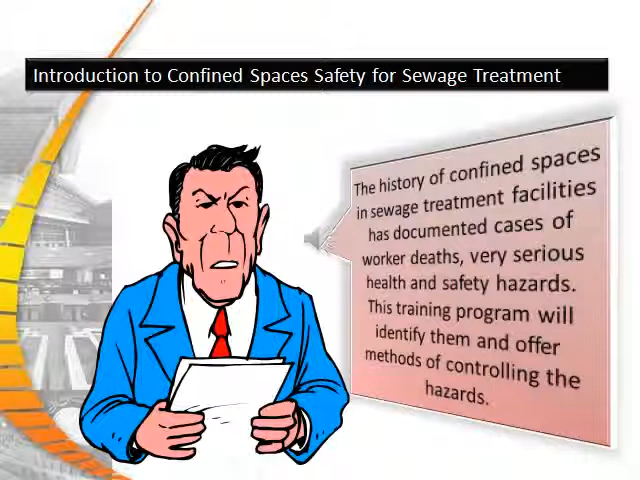 Introduction to Confined Spaces Safety for Sewage Treatment
The history of confined spaces
in sewage treatment facilities
has documented cases of
worker deaths, very serious
health and safety hazards.
This training program will
identify them and offer
methods of controlling the
hazards.